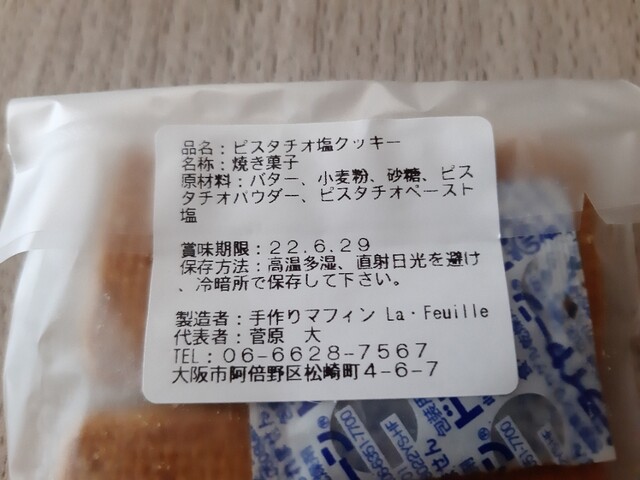 品名：ピスタチオ塩クッキー
名称：焼き菓子
原材料：バター、小麦粉、砂糖、ピス
タチオパウダー、ピスタチオペースト
塩
賞味期限：22.6.29
保存方法：高温多湿、直射日光を避け
、冷暗所で保存して下さい。
製造者：手作りマフィン La・Feuille
代表者：菅原　大
TEL：06-6628-7567
大阪市阿倍野区松崎町4-6-7